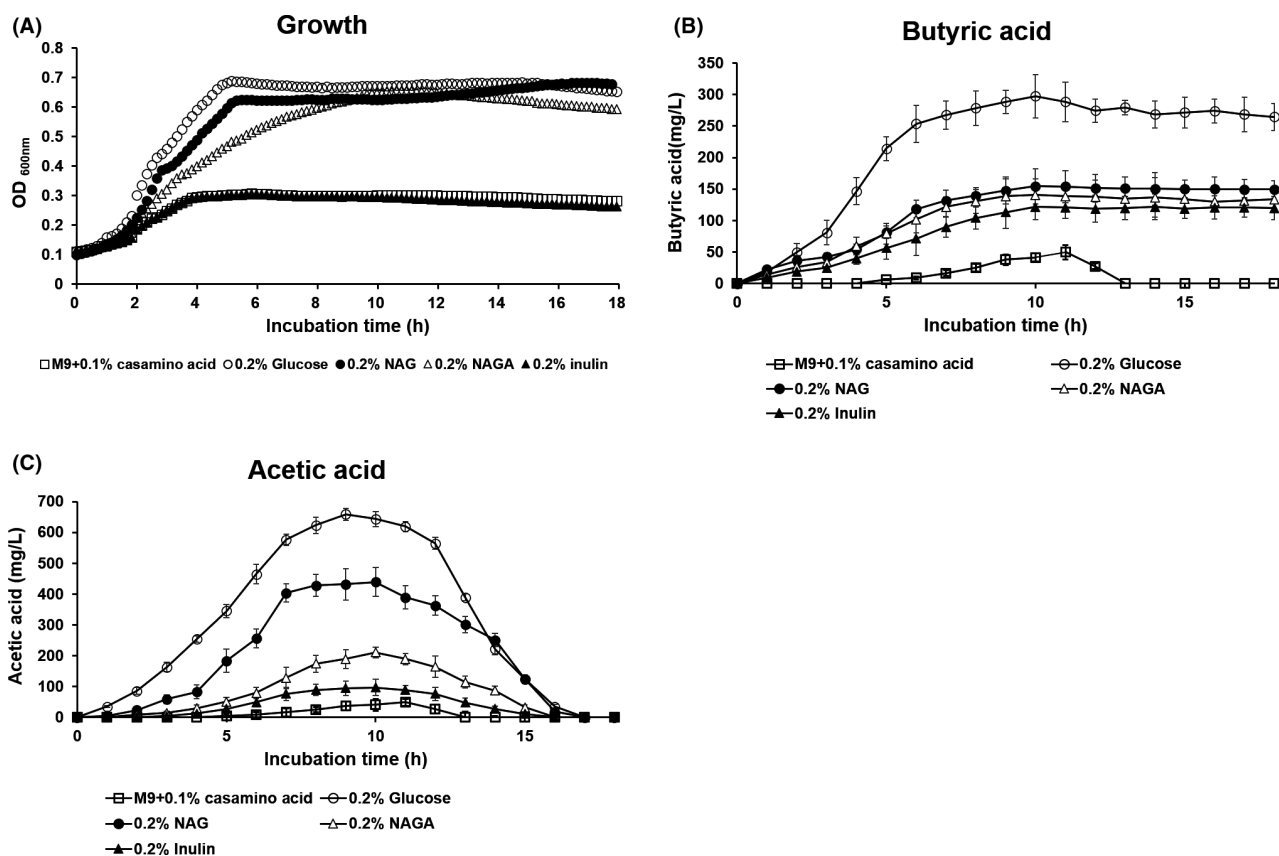 (A)
Growth
0.8
0.7
0.6
0.5
0.4
0.3
0.2
0.1
0
OD 600nm
0 2 4 6 8 10 12 14 16 18
Incubation time (h)
M9+0.1% casamino acid 0.2% Glucose 0.2% NAG 0.2% NAGA 0.2% inulin
(B)
Butyric acid
350
300
250
200
150
100
50
0
Butyric acid(mg/L)
0 5 10 15
Incubation time (h)
M9+0.1% casamino acid 0.2% Glucose
0.2% NAG 0.2% NAGA
0.2% Inulin
(C)
Acetic acid
700
600
500
400
300
200
100
0
Acetic acid (mg/L)
0 5 10 15
Incubation time (h)
M9+0.1% casamino acid 0.2% Glucose
0.2% NAG 0.2% NAGA
0.2% Inulin